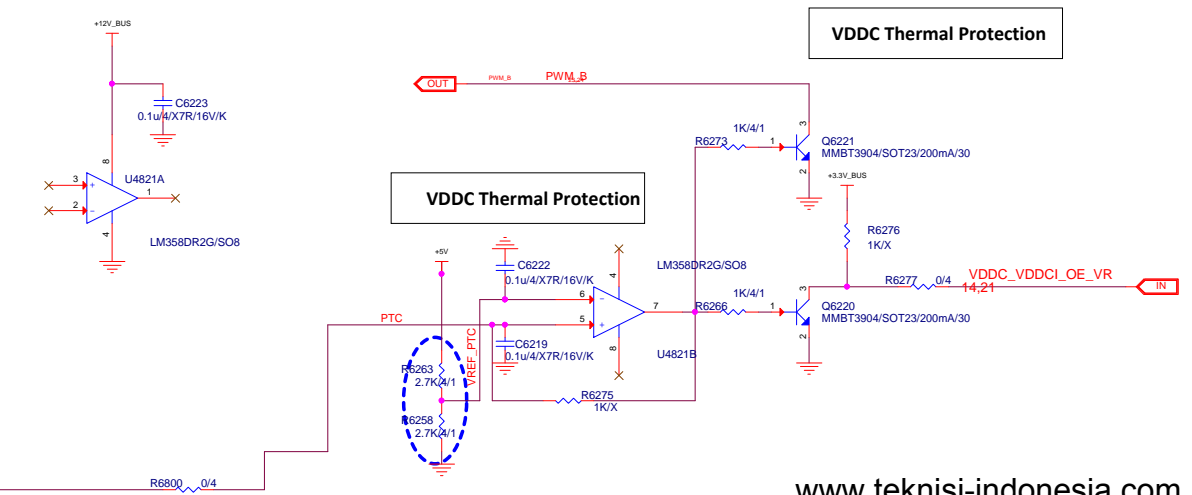 VDDC Thermal Protection
+12V_BUS
OUT
PWM_B
PWM_B
C6223
0.1u/4/X7R/16V/K
1K/4/1
R6273
1
3
Q6221
MMBT3904/SOT23/200mA/30
2
8
3
+
U4821A
1
2
-
4
LM358DR2G/SO8
VDDC Thermal Protection
+3.3V_BUS
R6276
1K/X
+5V
C6222
0.1u/4/X7R/16V/K
4
LM358DR2G/SO8
R6277
0/4
VDDC_VDDCI_OE_VR
14,21
IN
6
-
7
1K/4/1
R6266
1
3
Q6220
MMBT3904/SOT23/200mA/30
2
PTC
5
+
8
U4821B
C6219
0.1u/4/X7R/16V/K
VREF_PTC
R6263
2.7K/4/1
R6275
1K/X
R6258
2.7K/4/1
R6800
0/4
www.teknisi-indonesia.com